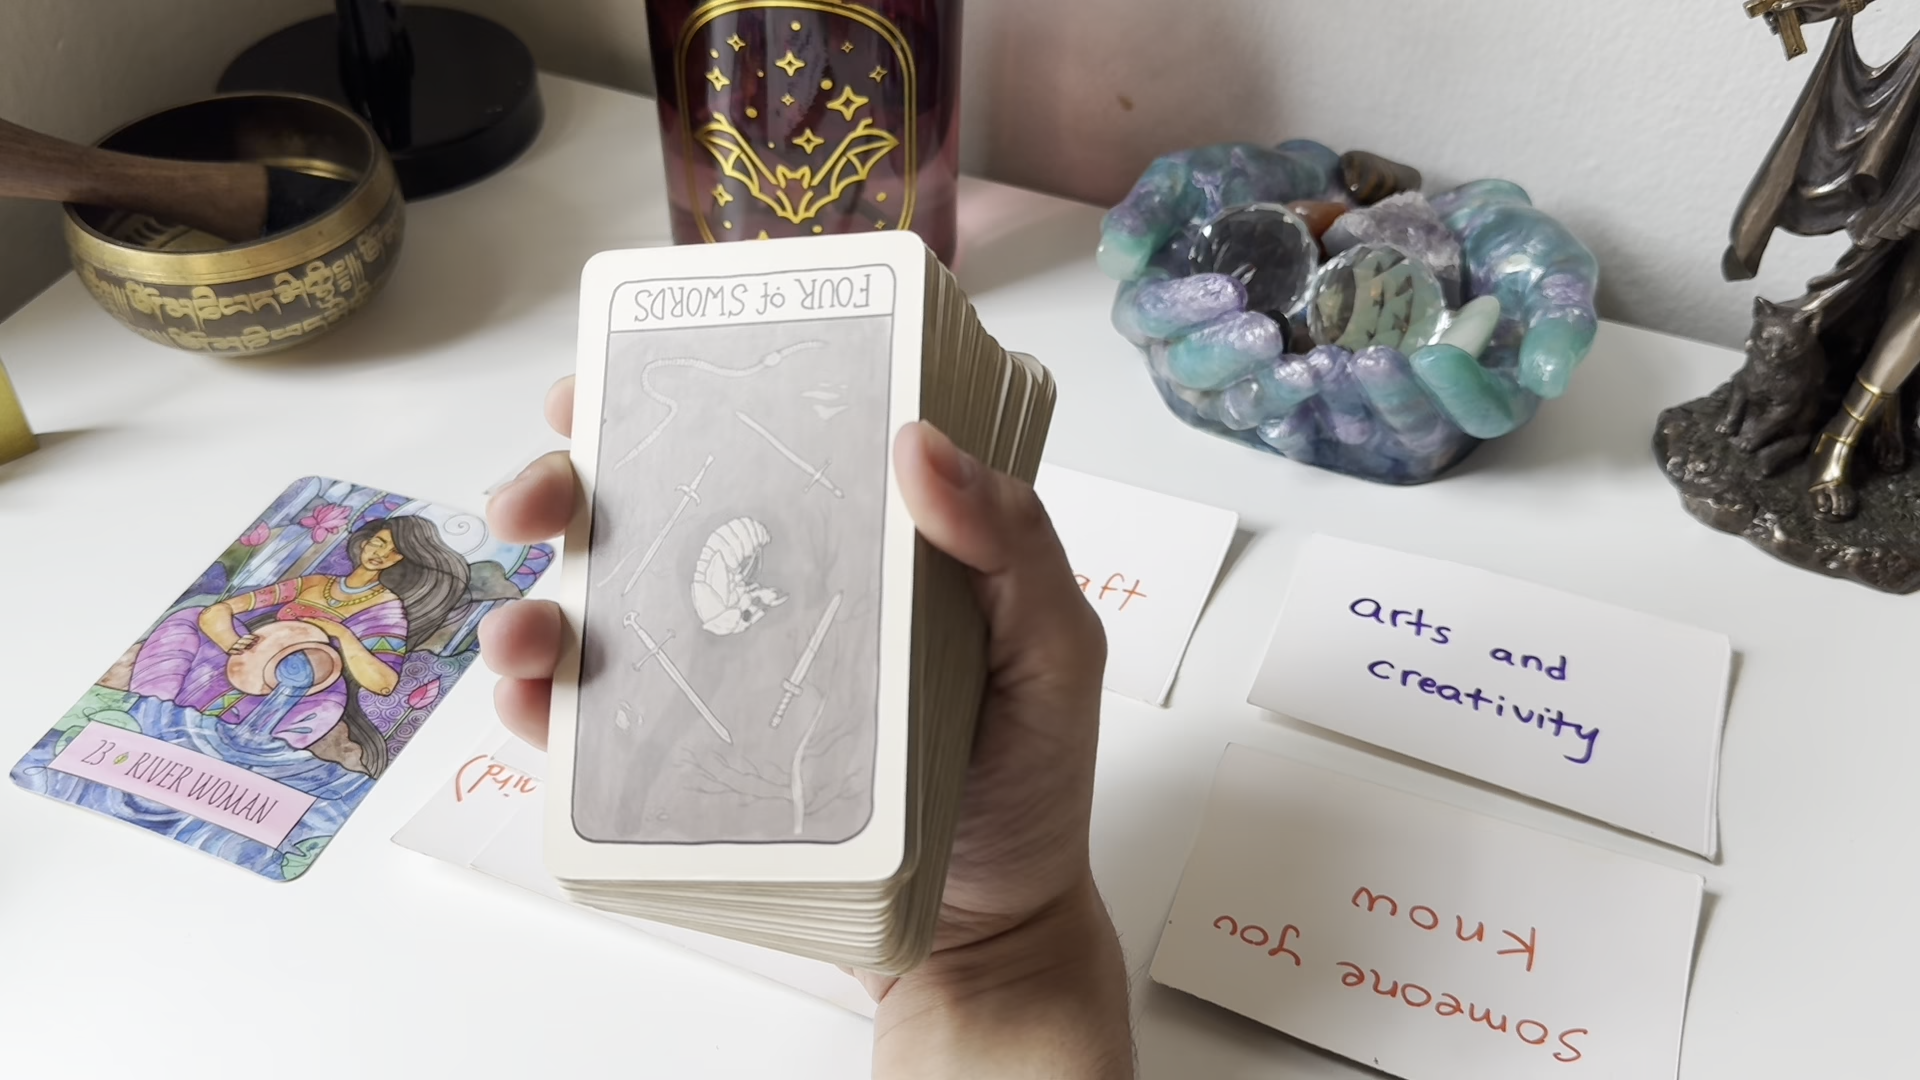 FOUR of SWORDS
23 RIVER WOMAN
arts and
creativity
someone you
know